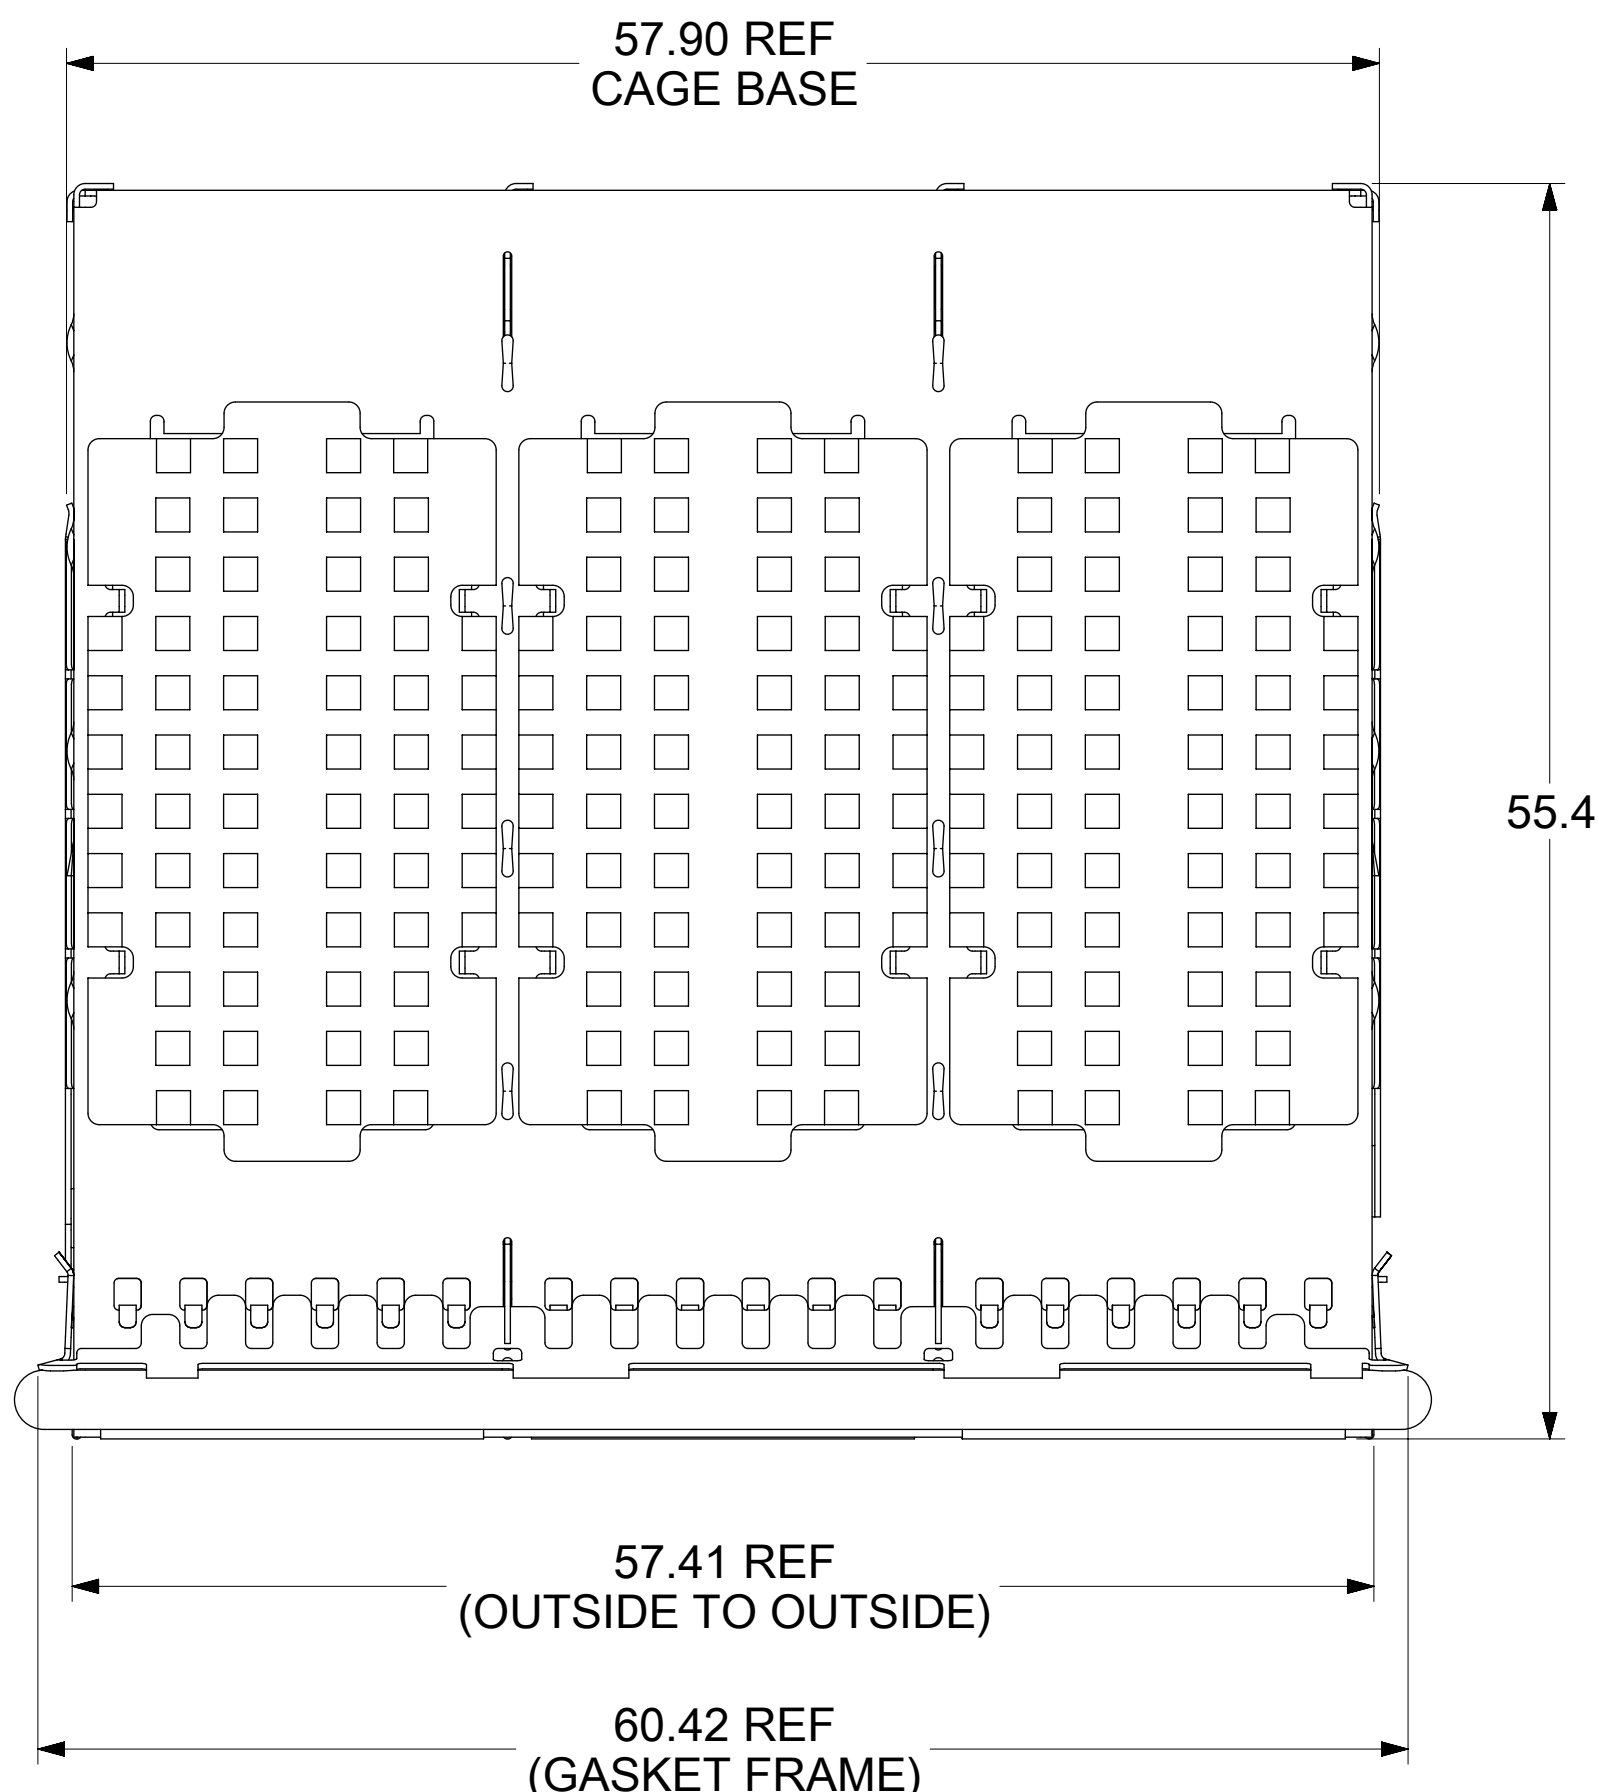 57.90 REF
CAGE BASE
55.4
57.41 REF
(OUTSIDE TO OUTSIDE)
60.42 REF
(GASKET FRAME)